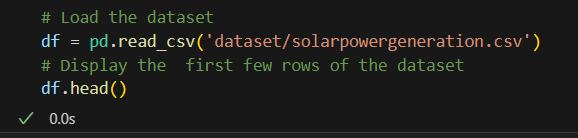 # Load the dataset
df = pd.read_csv('dataset/solarpowergeneration.csv')
# Display the  first few rows of the dataset
df.head()
0.0s